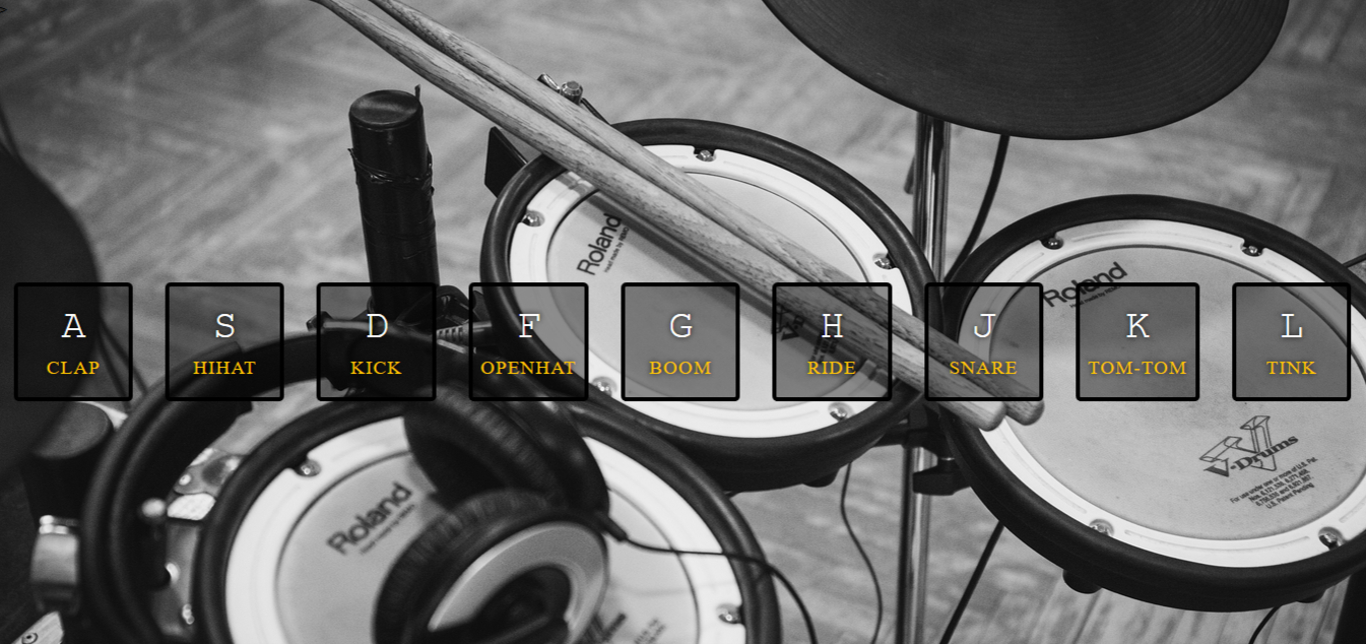 A
CLAP
S
HIHAT
D
KICK
F
OPENHAT
G
BOOM
H
RIDE
J
SNARE
K
TOM-TOM
L
TINK
Roland
Roland
Roland
V-Drums